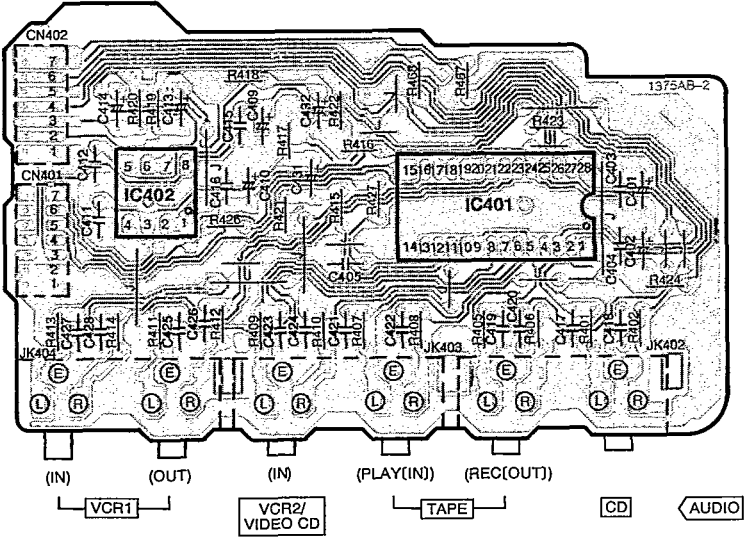 CN402
7
6
5
4
3
2
1
C414 R420 R419 C413
R418
C415 C409
C432 R422
R468 R467
1375AB-2
R423
R417
R416
C412
CN401
7
6
5
4
3
2
1
5 6 7 8
IC402
4 3 2 1
C416
C410
C431
R421
R415
R427
R426
C411
C405
15 16 17 18 19 20 21 22 23 24 25 26 27 28
IC401
14 13 12 11 10 9 8 7 6 5 4 3 2 1
C403
C401
C404
C402
R424
R413 C427 C428 R414
R411 C425 C426 R412
R409 C423 C424 R410 C421 R407
C422 R408
R405 C419 C420 R406
C417 R401
C418 R402
JK404
JK403
JK402
E E E E E E
L R L R L R L R L R L R
(IN) (OUT) (IN) (PLAY[IN]) (REC[OUT])
VCR1
VCR2/
VIDEO CD
TAPE
CD
AUDIO